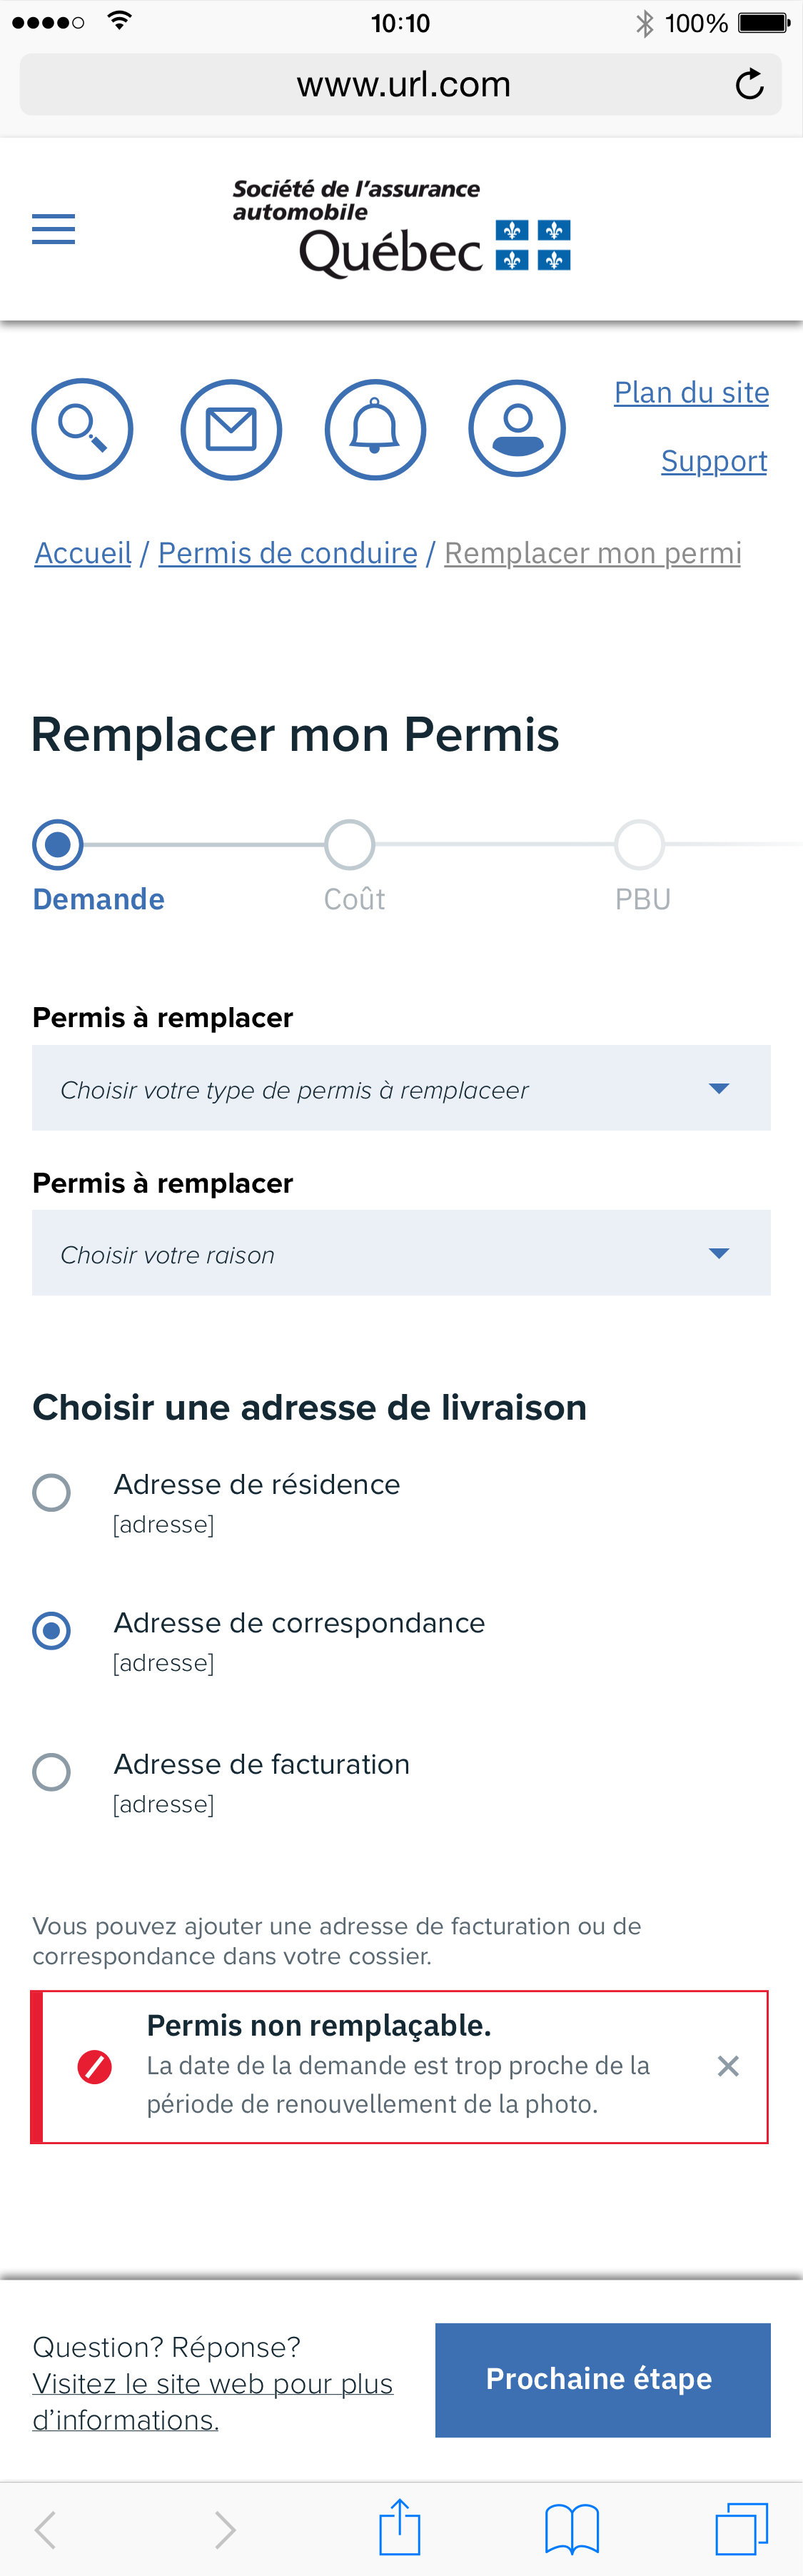 10:10
100%
www.url.com
Société de l'assurance
automobile
Québec
Plan du site
Support
Accueil / Permis de conduire / Remplacer mon permi
Remplacer mon Permis
Demande
Coût
PBU
Permis à remplacer
Choisir votre type de permis à remplaceer
Permis à remplacer
Choisir votre raison
Choisir une adresse de livraison
Adresse de résidence
[adresse]
Adresse de correspondance
[adresse]
Adresse de facturation
[adresse]
Vous pouvez ajouter une adresse de facturation ou de
correspondance dans votre cossier.
Permis non remplaçable.
La date de la demande est trop proche de la
période de renouvellement de la photo.
Question? Réponse?
Visitez le site web pour plus
d'informations.
Prochaine étape